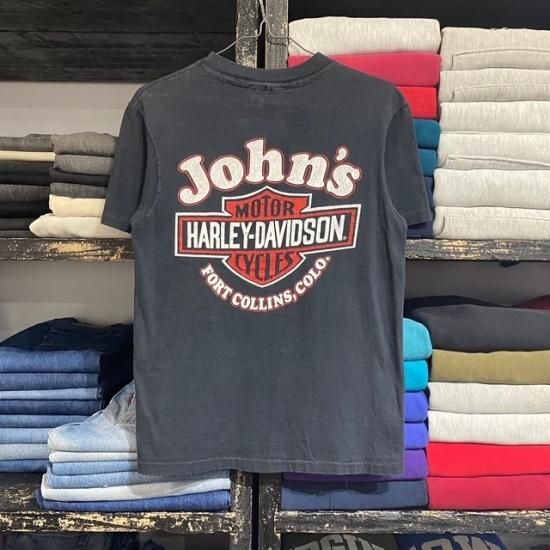 John's
MOTOR
HARLEY-DAVIDSON®
CYCLES
FORT COLLINS, COLO.